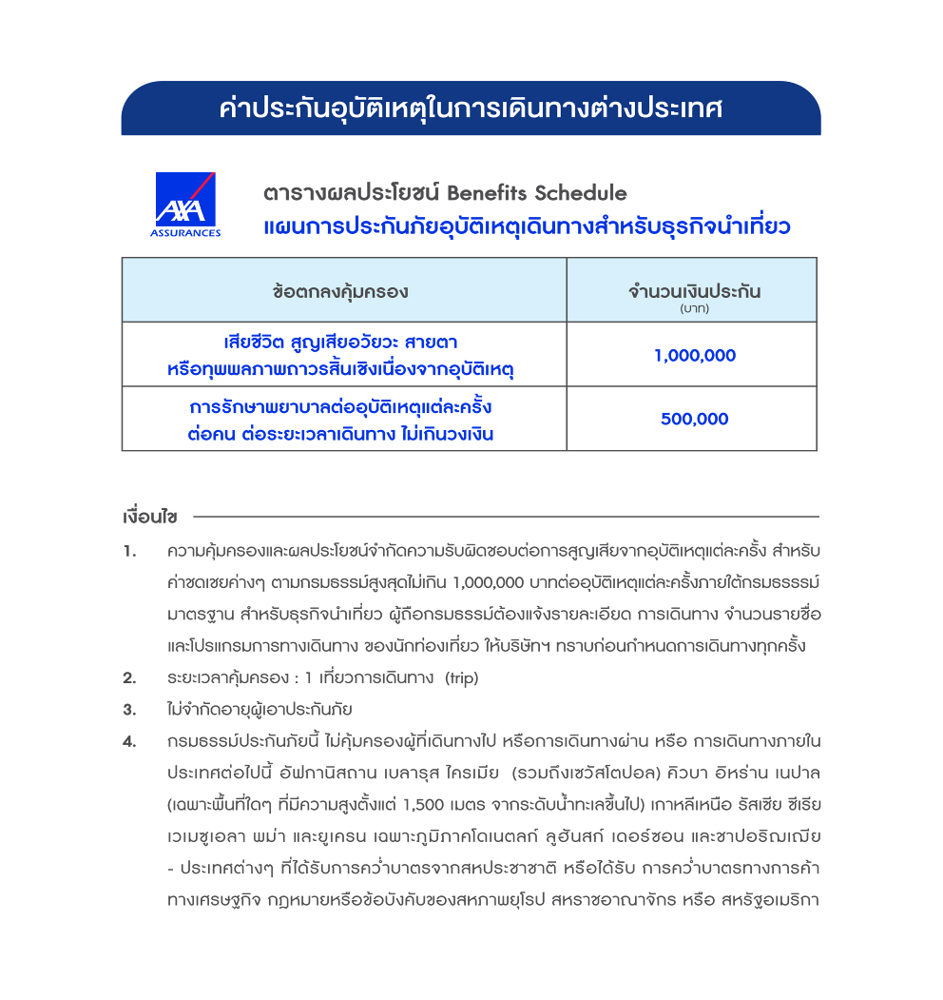 ค่าประกันอุบัติเหตุในการเดินทางต่างประเทศ
AXA
ASSURANCES
ตารางผลประโยชน์ Benefits Schedule
แผนการประกันภัยอุบัติเหตุเดินทางสำหรับธุรกิจนำเที่ยว
ข้อตกลงคุ้มครอง
จำนวนเงินประกัน
(บาท)
เสียชีวิต สูญเสียอวัยวะ สายตา
หรือทุพพลภาพถาวรสิ้นเชิงเนื่องจากอุบัติเหตุ
1,000,000
การรักษาพยาบาลต่ออุบัติเหตุแต่ละครั้ง
ต่อคน ต่อระยะเวลาเดินทาง ไม่เกินวงเงิน
500,000
เงื่อนไข
1. ความคุ้มครองและผลประโยชน์จำกัดความรับผิดชอบต่อการสูญเสียจากอุบัติเหตุแต่ละครั้ง สำหรับ
ค่าชดเชยค่างๆ ตามกรมธรรม์สูงสุดไม่เกิน 1,000,000 บาทต่ออุบัติเหตุแต่ละครั้งภายใต้กรมธรรรม์
มาตรฐาน สำหรับธุรกิจนำเที่ยว ผู้ถือกรมธรรม์ต้องแจ้งรายละเอียด การเดินทาง จำนวนรายชื่อ
และโปรแกรมการทางเดินทาง ของนักท่องเที่ยว ให้บริษัทฯ ทราบก่อนกำหนดการเดินทางทุกครั้ง
2. ระยะเวลาคุ้มครอง : 1 เที่ยวการเดินทาง (trip)
3. ไม่จำกัดอายุผู้เอาประกันภัย
4. กรมธรรม์ประกันภัยนี้ ไม่คุ้มครองผู้ที่เดินทางไป หรือการเดินทางผ่าน หรือ การเดินทางภายใน
ประเทศต่อไปนี้ อัฟกานิสถาน เบลารุส ไครเมีย (รวมถึงเซวัสโตปอล) คิวบา อิหร่าน เนปาล
(เฉพาะพื้นที่ใดๆ ที่มีความสูงตั้งแต่ 1,500 เมตร จากระดับน้ำทะเลขึ้นไป) เกาหลีเหนือ รัสเซีย ซีเรีย
เวเมซูเอลา พม่า และยูเครน เฉพาะภูมิภาคโดเนตลก์ ลูฮันสก์ เคอร์ซอน และซาปอริฌเฌีย
- ประเทศต่างๆ ที่ได้รับการคว่ำบาตรจากสหประชาชาติ หรือได้รับ การคว่ำบาตรทางการค้า
ทางเศรษฐกิจ กฎหมายหรือข้อบังคับของสหภาพยุโรป สหราชอาณาจักร หรือ สหรัฐอเมริกา